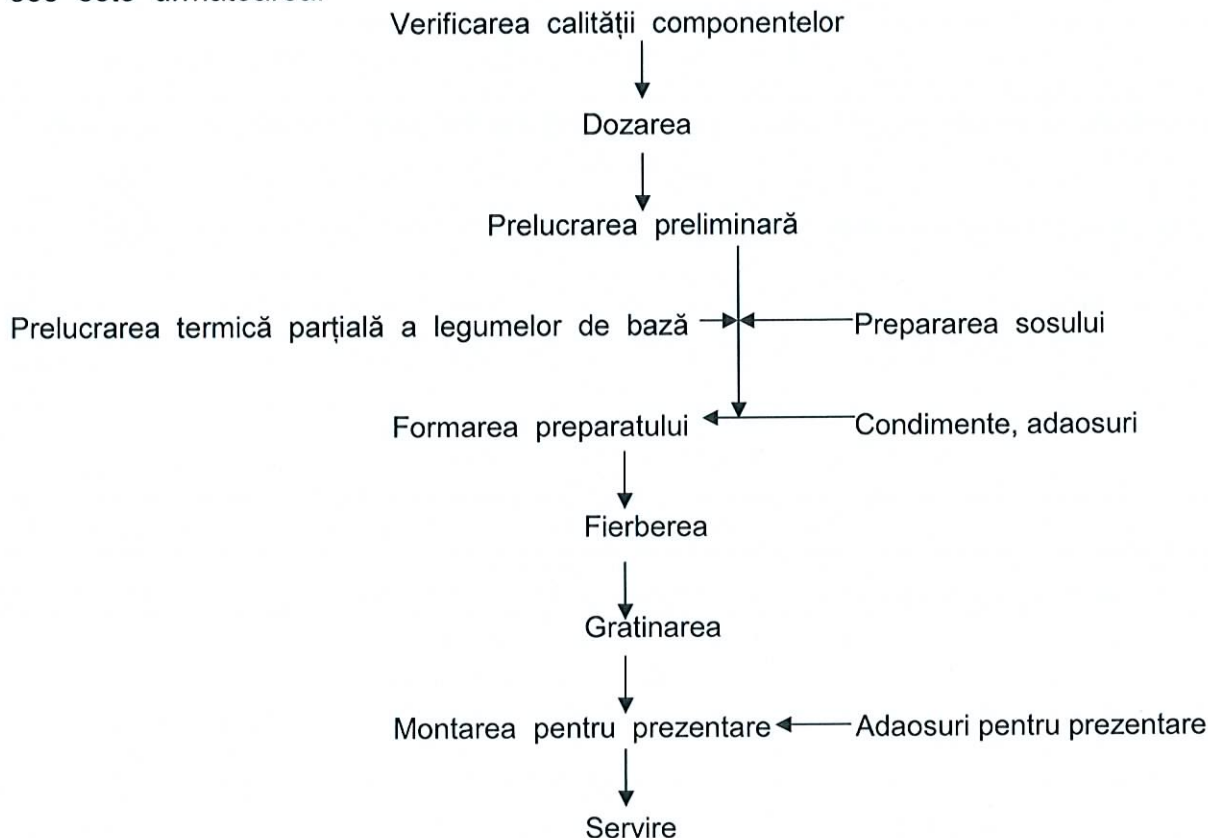 Verificarea calității componentelor
Dozarea
Prelucrarea preliminară
Prelucrarea termică parțială a legumelor de bază Prepararea sosului
Formarea preparatului Condimente, adaosuri
Fierberea
Gratinarea
Montarea pentru prezentare Adaosuri pentru prezentare
Servire